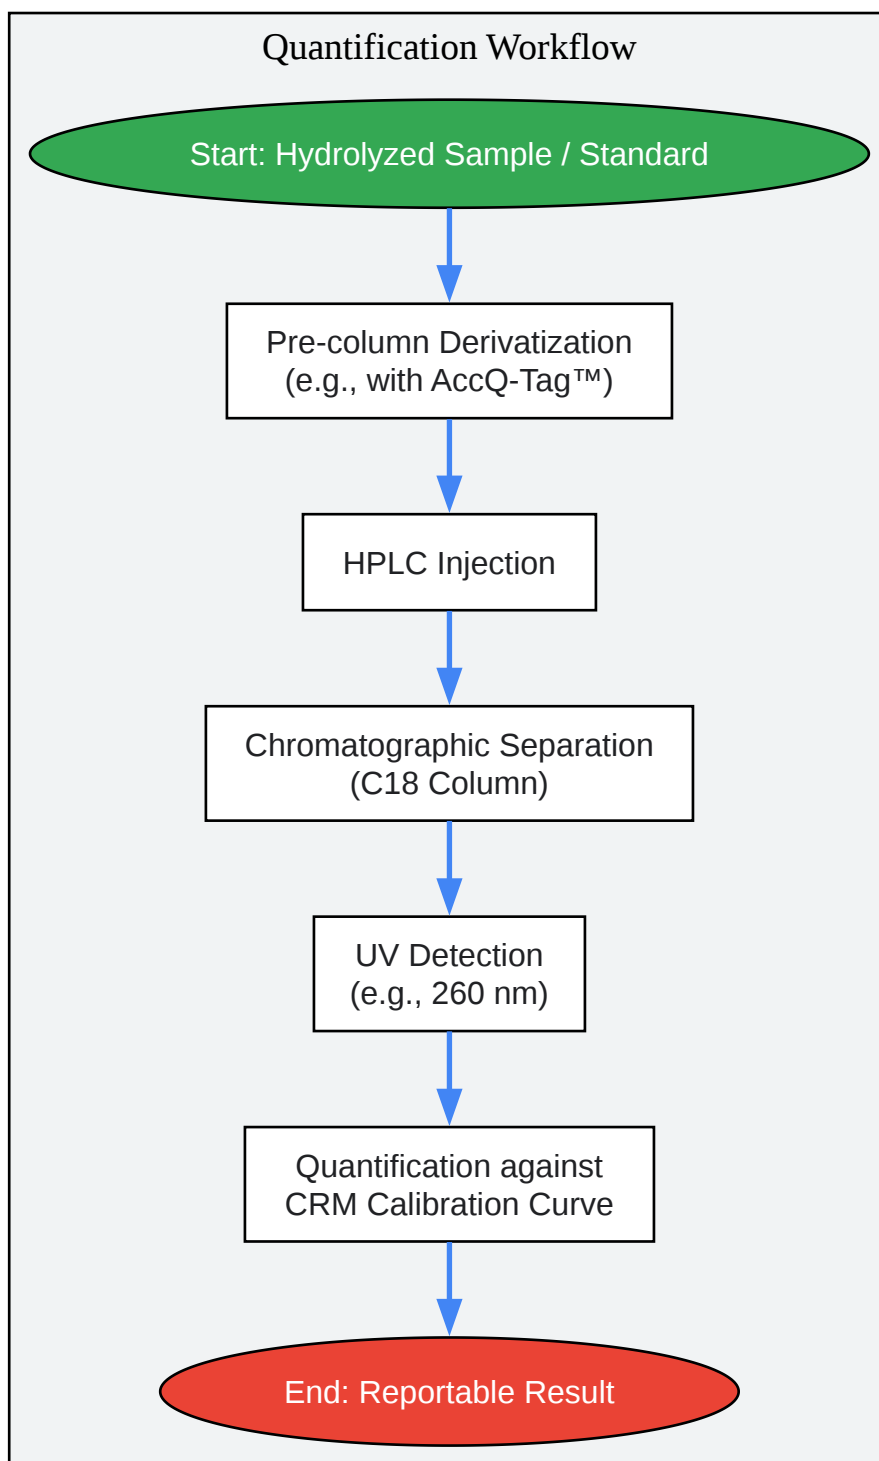 Quantification Workflow
Start: Hydrolyzed Sample / Standard
Pre-column Derivatization
(e.g., with AccQ-Tag™)
HPLC Injection
Chromatographic Separation
(C18 Column)
UV Detection
(e.g., 260 nm)
Quantification against
CRM Calibration Curve
End: Reportable Result